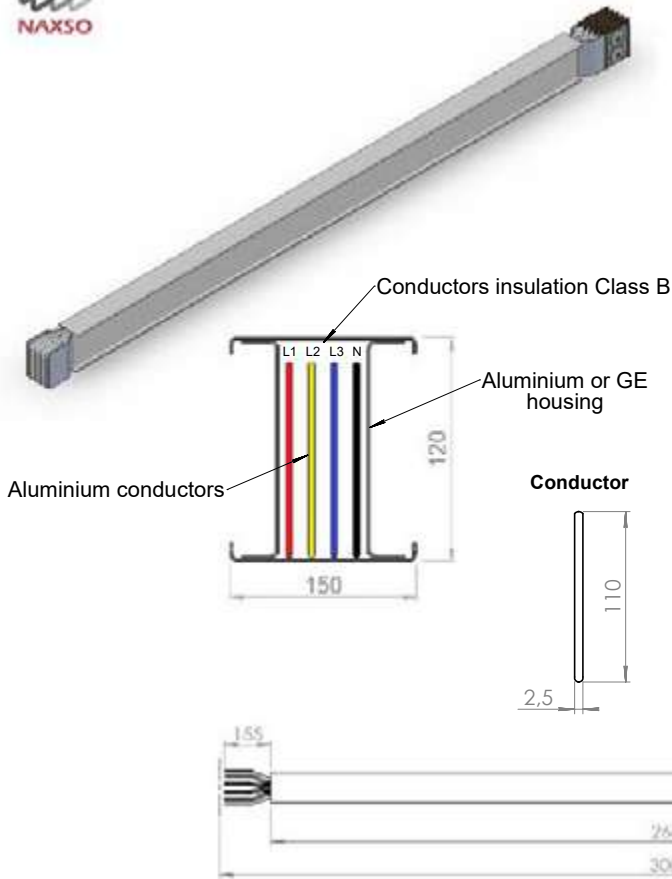 NAXSO
Conductors insulation Class B
L1 L2 L3 N
Aluminium or GE
housing
120
Aluminium conductors
Conductor
150
110
2,5
155